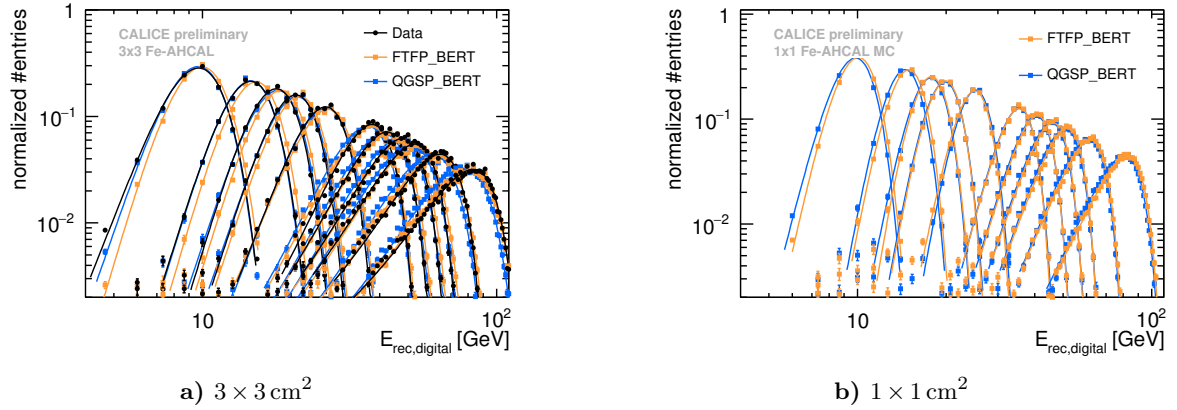 CALICE preliminary
3x3 Fe-AHCAL
Data
FTFP_BERT
QGSP_BERT
normalized #entries
1
10⁻¹
10⁻²
10
10²
E_rec,digital [GeV]
a) 3 × 3 cm²
CALICE preliminary
1x1 Fe-AHCAL MC
FTFP_BERT
QGSP_BERT
normalized #entries
1
10⁻¹
10⁻²
10
10²
E_rec,digital [GeV]
b) 1 × 1 cm²